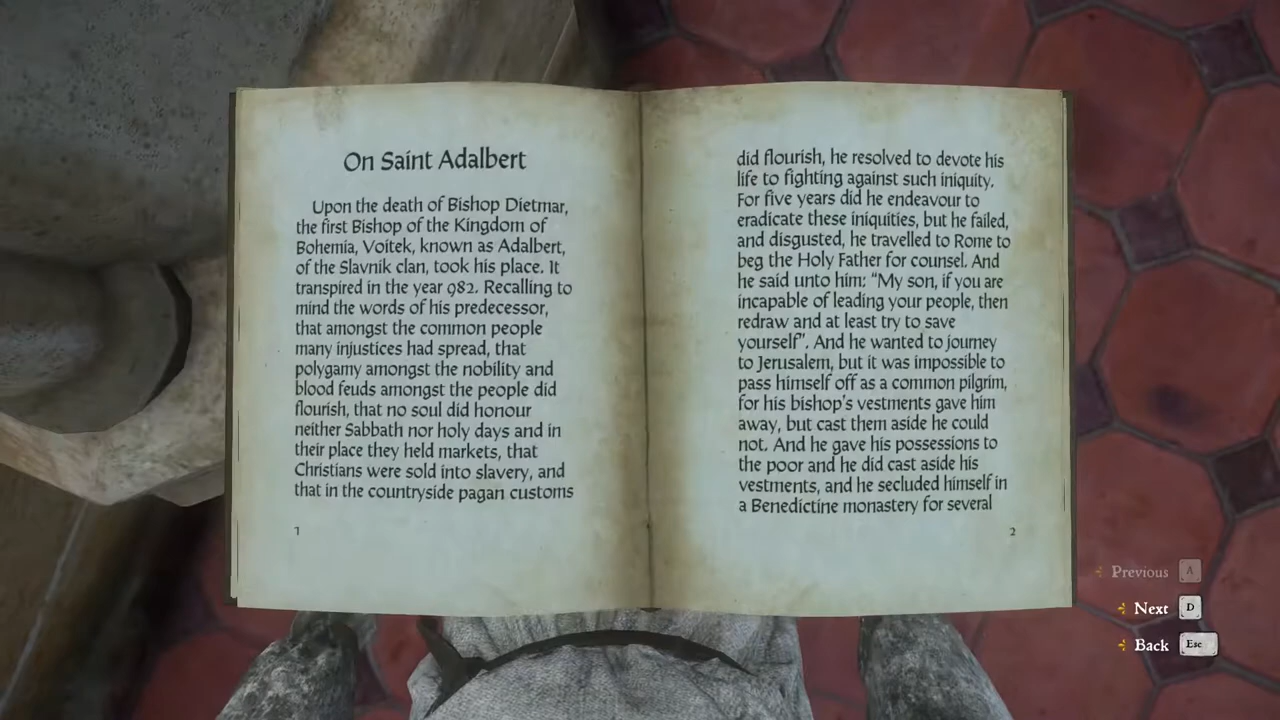 On Saint Adalbert
Upon the death of Bishop Dietmar,
the first Bishop of the Kingdom of
Bohemia, Voitek, known as Adalbert,
of the Slavnik clan, took his place. It
transpired in the year 982. Recalling to
mind the words of his predecessor,
that amongst the common people
many injustices had spread, that
polygamy amongst the nobility and
blood feuds amongst the people did
flourish, that no soul did honour
neither Sabbath nor holy days and in
their place they held markets, that
Christians were sold into slavery, and
that in the countryside pagan customs
1
did flourish, he resolved to devote his
life to fighting against such iniquity.
For five years did he endeavour to
eradicate these iniquities, but he failed,
and disgusted, he travelled to Rome to
beg the Holy Father for counsel. And
he said unto him: “My son, if you are
incapable of leading your people, then
redraw and at least try to save
yourself”. And he wanted to journey
to Jerusalem, but it was impossible to
pass himself off as a common pilgrim,
for his bishop's vestments gave him
away, but cast them aside he could
not. And he gave his possessions to
the poor and he did cast aside his
vestments, and he secluded himself in
a Benedictine monastery for several
2
Previous A
Next D
Back Esc